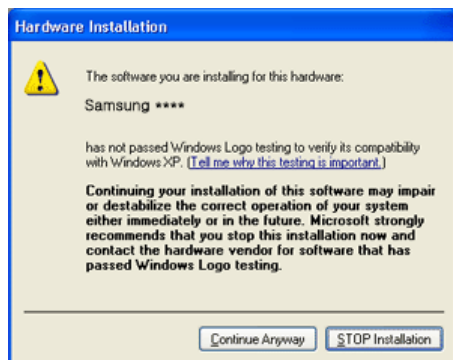 Hardware Installation
The software you are installing for this hardware:
Samsung ****
has not passed Windows Logo testing to verify its compatibility
with Windows XP. (Tell me why this testing is important.)
Continuing your installation of this software may impair
or destabilize the correct operation of your system
either immediately or in the future. Microsoft strongly
recommends that you stop this installation now and
contact the hardware vendor for software that has
passed Windows Logo testing.
Continue Anyway STOP Installation